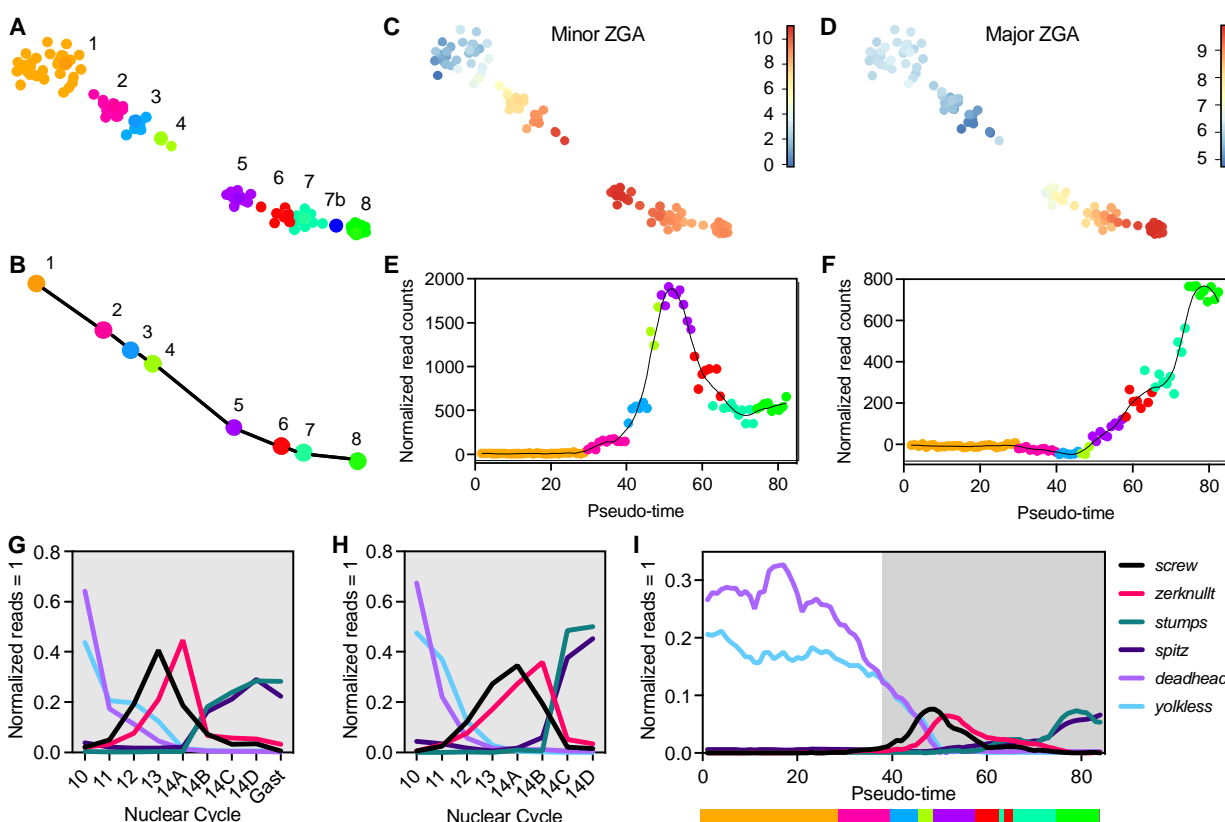 A
1
2
3
4
5
6
7
7b
8
B
1
2
3
4
5
6
7
8
C
Minor ZGA
10
8
6
4
2
0
D
Major ZGA
9
8
7
6
5
E
Normalized read counts
2000
1500
1000
500
0
0 20 40 60 80
Pseudo-time
F
Normalized read counts
800
600
400
200
0
0 20 40 60 80
Pseudo-time
G
Normalized reads = 1
0.8
0.6
0.4
0.2
0.0
10 11 12 13 14A 14B 14C 14D Gast
Nuclear Cycle
H
Normalized reads = 1
0.8
0.6
0.4
0.2
0.0
10 11 12 13 14A 14B 14C 14D
Nuclear Cycle
I
Normalized reads = 1
0.3
0.2
0.1
0.0
0 20 40 60 80
Pseudo-time
screw
zerknullt
stumps
spitz
deadhead
yolkless